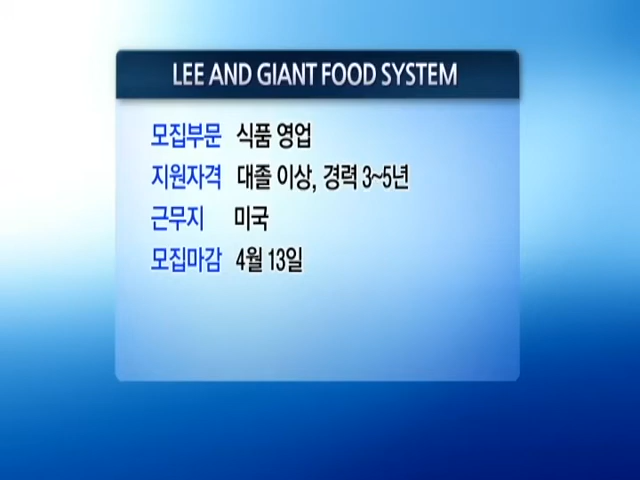 LEE AND GIANT FOOD SYSTEM
모집부문 식품 영업
지원자격 대졸 이상, 경력 3~5년
근무지 미국
모집마감 4월 13일